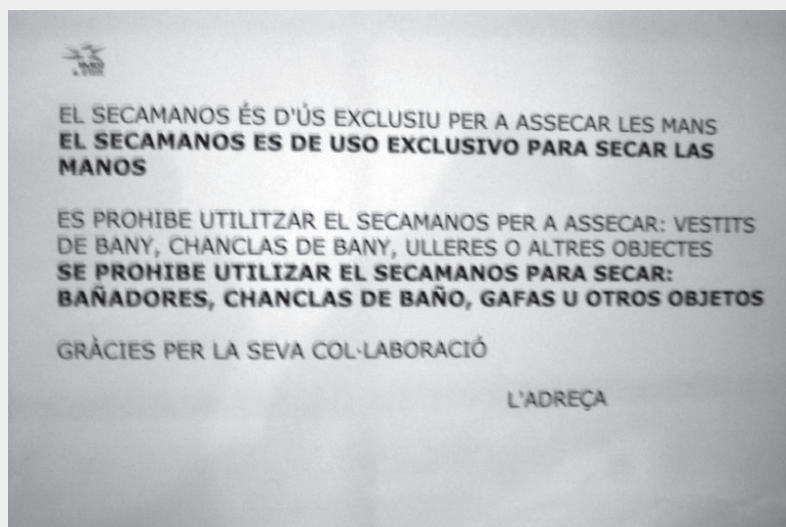 EL SECAMANOS ÉS D'ÚS EXCLUSIU PER A ASSECAR LES MANS
EL SECAMANOS ES DE USO EXCLUSIVO PARA SECAR LAS
MANOS
ES PROHIBE UTILITZAR EL SECAMANOS PER A ASSECAR: VESTITS
DE BANY, CHANCLAS DE BANY, ULLERES O ALTRES OBJECTES
SE PROHIBE UTILIZAR EL SECAMANOS PARA SECAR:
BAÑADORES, CHANCLAS DE BAÑO, GAFAS U OTROS OBJETOS
GRÀCIES PER LA SEVA COL·LABORACIÓ
L'ADREÇA